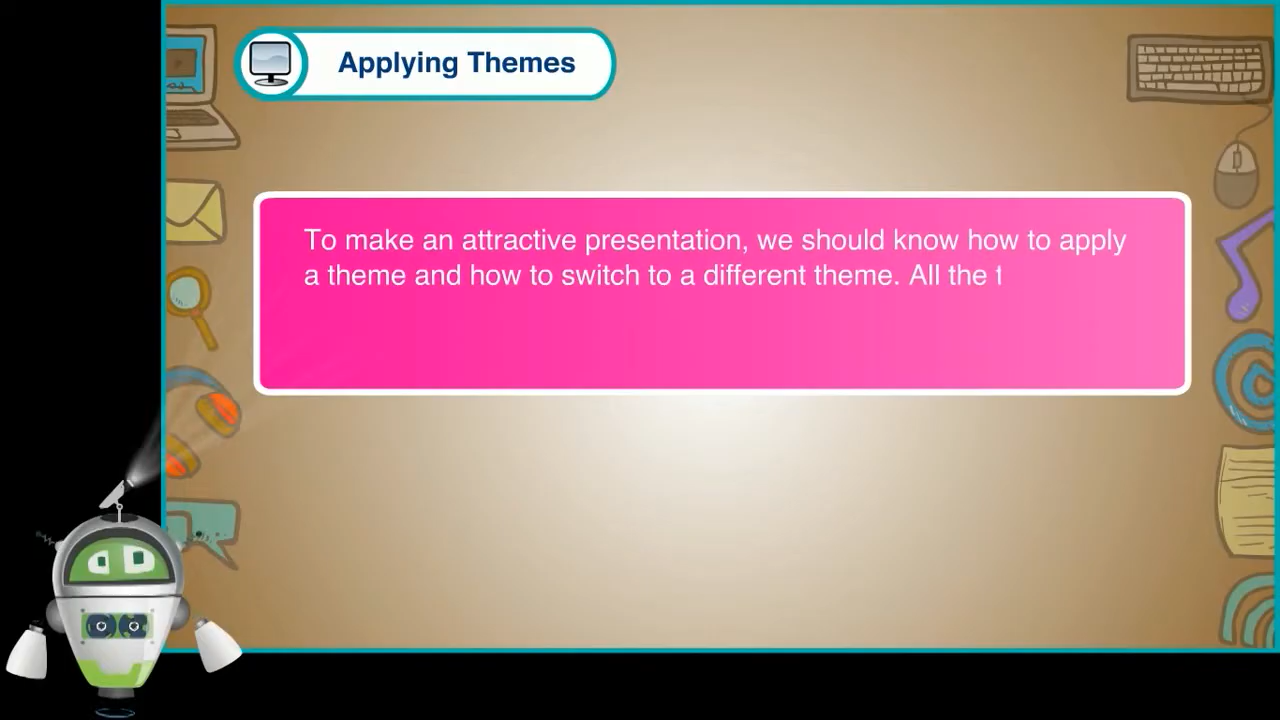 Applying Themes
To make an attractive presentation, we should know how to apply
a theme and how to switch to a different theme. All the t